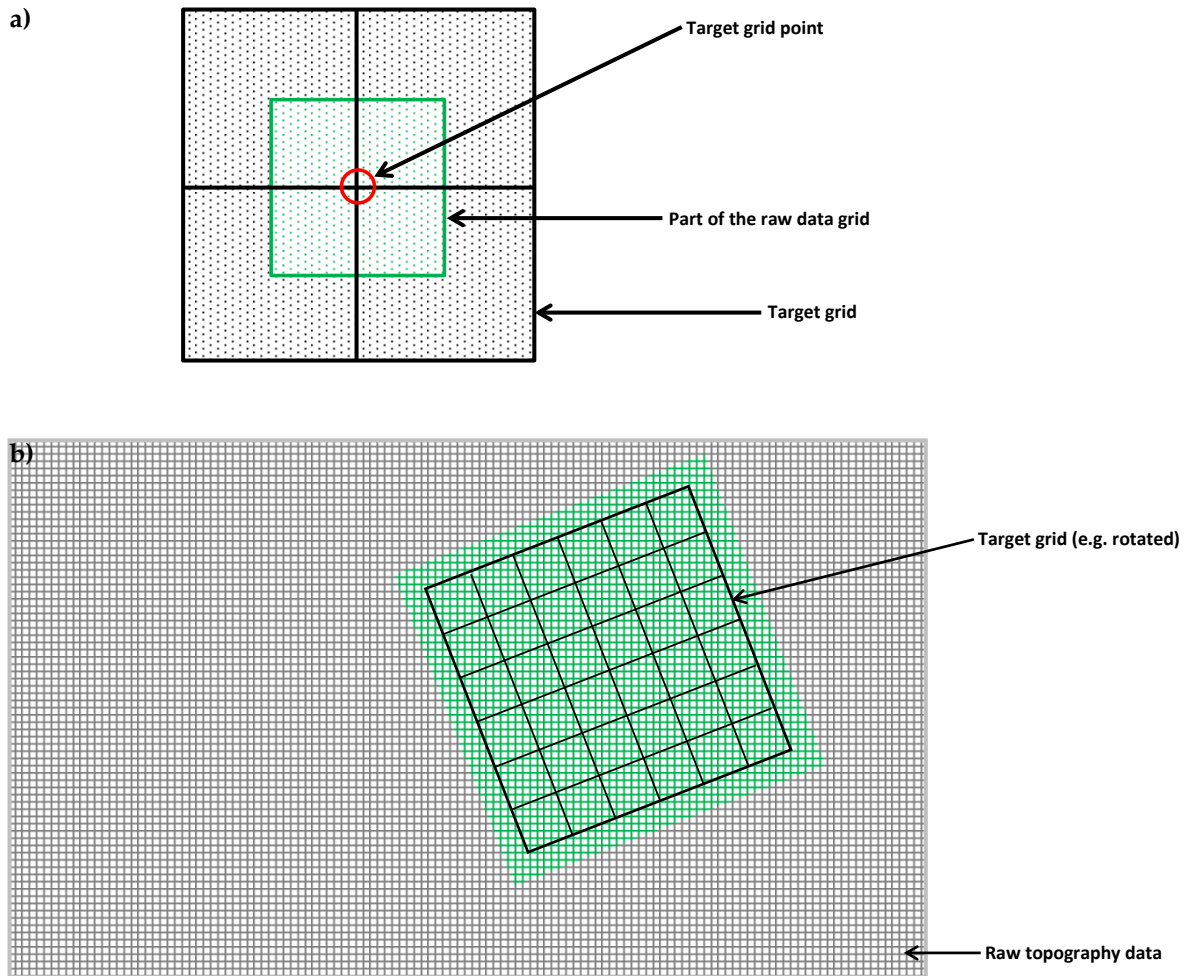 a)
Target grid point
Part of the raw data grid
Target grid
b)
Target grid (e.g. rotated)
Raw topography data